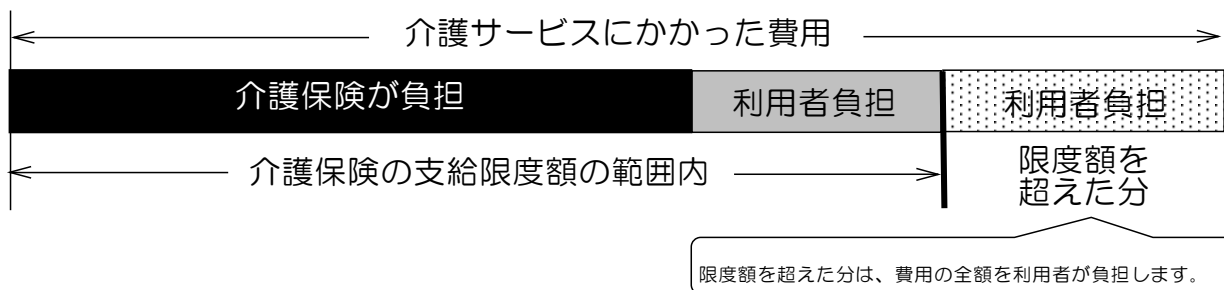 介護サービスにかかった費用
介護保険が負担
利用者負担
利用者負担
介護保険の支給限度額の範囲内
限度額を
超えた分
限度額を超えた分は、費用の全額を利用者が負担します。